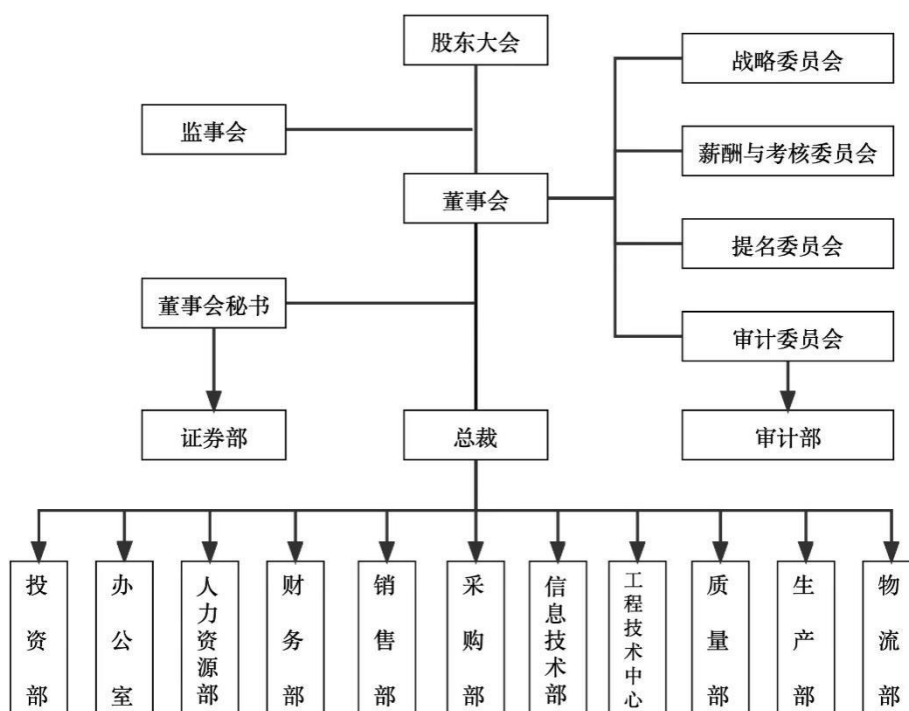 股东大会
战略委员会
监事会
薪酬与考核委员会
董事会
提名委员会
董事会秘书
审计委员会
证券部
总裁
审计部
投资部
办公室
人力资源部
财务部
销售部
采购部
信息技术部
工程技术中心
质量部
生产部
物流部